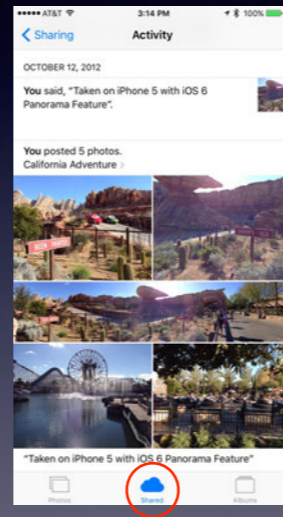 AT&T 3:14 PM 100%
Sharing Activity
OCTOBER 12, 2012
You said, “Taken on iPhone 5 with iOS 6
Panorama Feature”.
You posted 5 photos.
California Adventure
"Taken on iPhone 5 with iOS 6 Panorama Feature"
Photos Shared Albums